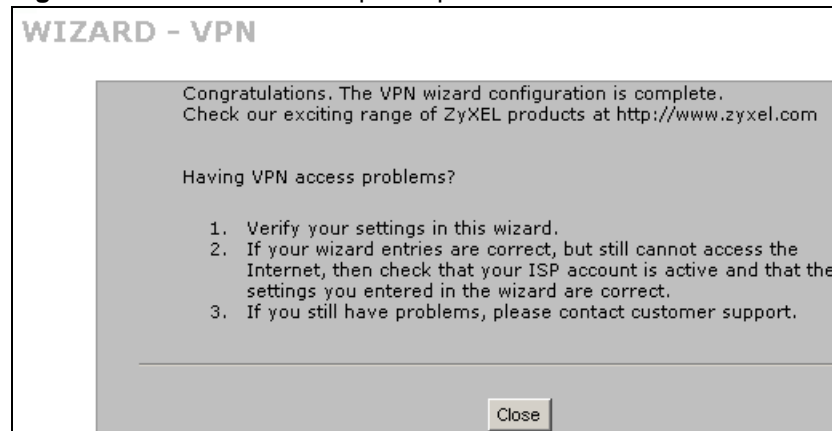 WIZARD - VPN
Congratulations. The VPN wizard configuration is complete.
Check our exciting range of ZyXEL products at http://www.zyxel.com
Having VPN access problems?
1. Verify your settings in this wizard.
2. If your wizard entries are correct, but still cannot access the
Internet, then check that your ISP account is active and that the
settings you entered in the wizard are correct.
3. If you still have problems, please contact customer support.
Close